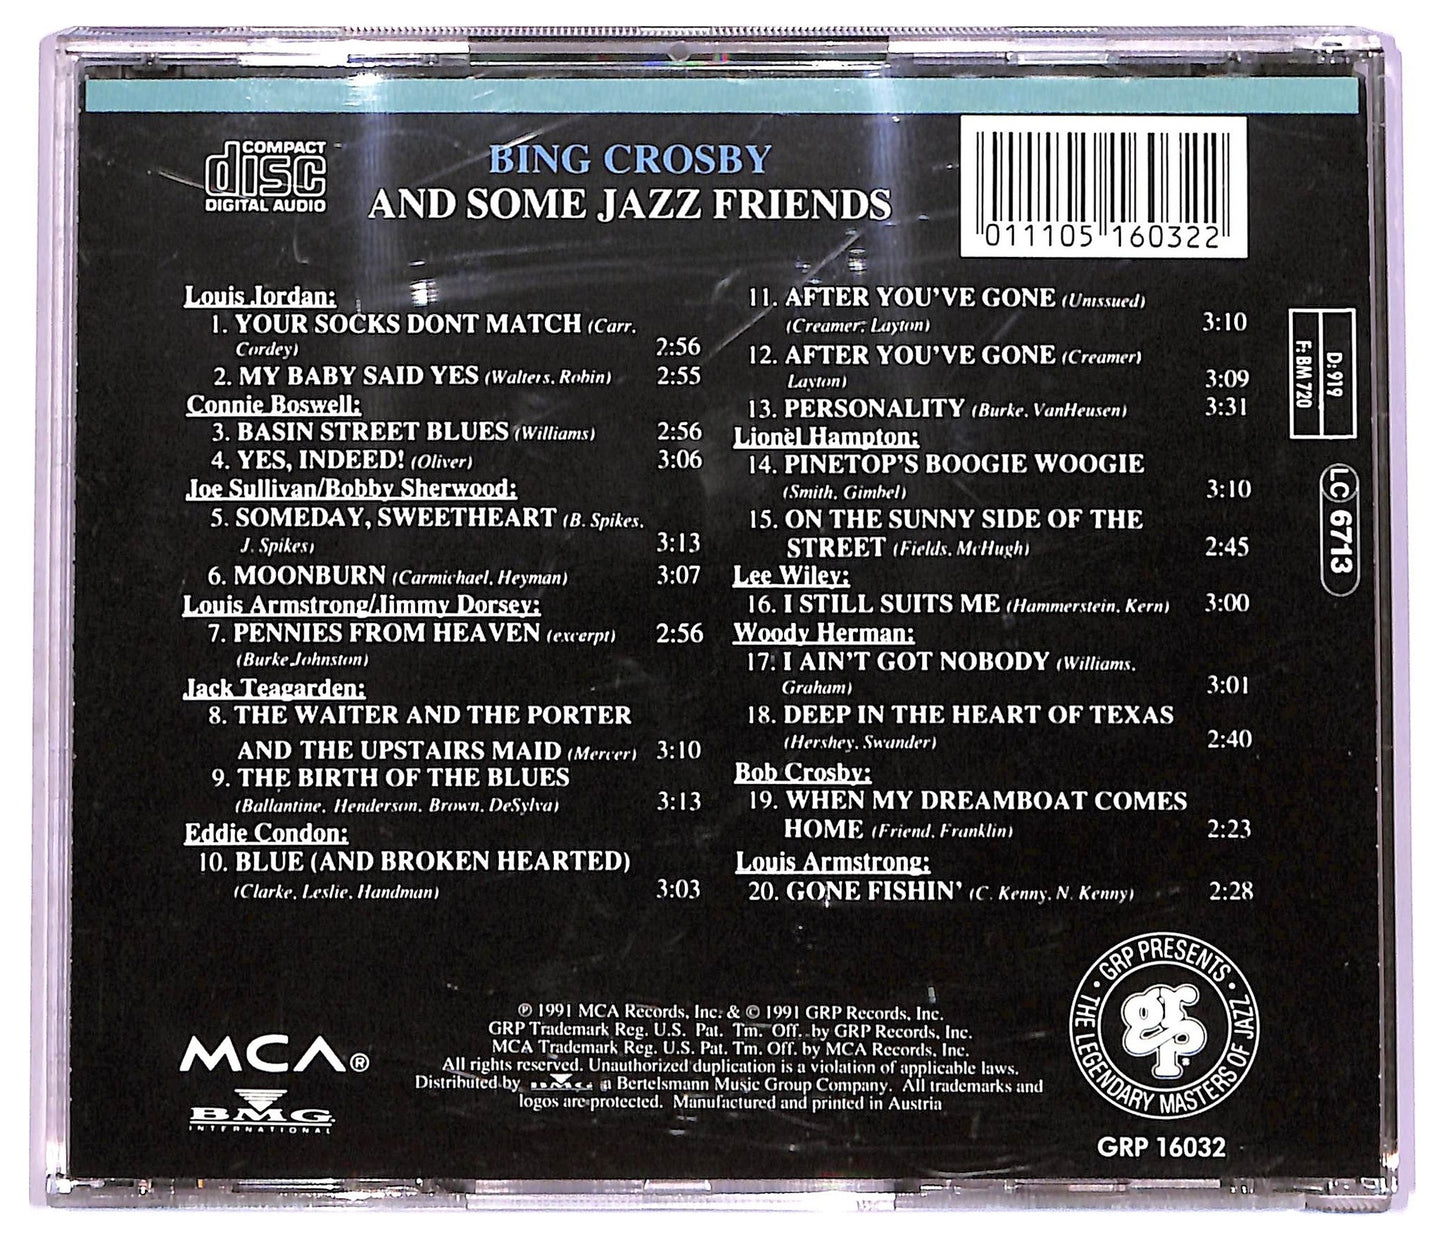 COMPACT
disc
DIGITAL AUDIO
BING CROSBY
AND SOME JAZZ FRIENDS
011105 160322
Louis Jordan:
1. YOUR SOCKS DONT MATCH (Carr,
Cordey) 2:56
2. MY BABY SAID YES (Walters, Robin) 2:55
Connie Boswell:
3. BASIN STREET BLUES (Williams) 2:56
4. YES, INDEED! (Oliver) 3:06
Joe Sullivan/Bobby Sherwood:
5. SOMEDAY, SWEETHEART (B. Spikes,
J. Spikes) 3:13
6. MOONBURN (Carmichael, Heyman) 3:07
Louis Armstrong/Jimmy Dorsey:
7. PENNIES FROM HEAVEN (excerpt) 2:56
(Burke Johnston)
Jack Teagarden:
8. THE WAITER AND THE PORTER
AND THE UPSTAIRS MAID (Mercer) 3:10
9. THE BIRTH OF THE BLUES
(Ballantine, Henderson, Brown, DeSylva) 3:13
Eddie Condon:
10. BLUE (AND BROKEN HEARTED)
(Clarke, Leslie, Handman) 3:03
11. AFTER YOU'VE GONE (Unissued)
(Creamer, Layton) 3:10
12. AFTER YOU'VE GONE (Creamer)
Layton) 3:09
13. PERSONALITY (Burke, VanHeusen) 3:31
Lionel Hampton:
14. PINETOP'S BOOGIE WOOGIE
(Smith, Gimbel) 3:10
15. ON THE SUNNY SIDE OF THE
STREET (Fields, McHugh) 2:45
Lee Wiley:
16. I STILL SUITS ME (Hammerstein, Kern) 3:00
Woody Herman:
17. I AIN'T GOT NOBODY (Williams,
Graham) 3:01
18. DEEP IN THE HEART OF TEXAS
(Hershey, Swander) 2:40
Bob Crosby:
19. WHEN MY DREAMBOAT COMES
HOME (Friend, Franklin) 2:23
Louis Armstrong:
20. GONE FISHIN' (C. Kenny, N. Kenny) 2:28
D: 919
F: BM 720
LC 6713
MCA®
BMG
INTERNATIONAL
℗ 1991 MCA Records, Inc. & © 1991 GRP Records, Inc.
GRP Trademark Reg. U.S. Pat. Tm. Off. by GRP Records, Inc.
MCA Trademark Reg. U.S. Pat. Tm. Off. by MCA Records, Inc.
All rights reserved. Unauthorized duplication is a violation of applicable laws.
Distributed by BMG a Bertelsmann Music Group Company. All trademarks and
logos are protected. Manufactured and printed in Austria
GRP PRESENTS • THE LEGENDARY MASTERS OF JAZZ •
grp®
GRP 16032